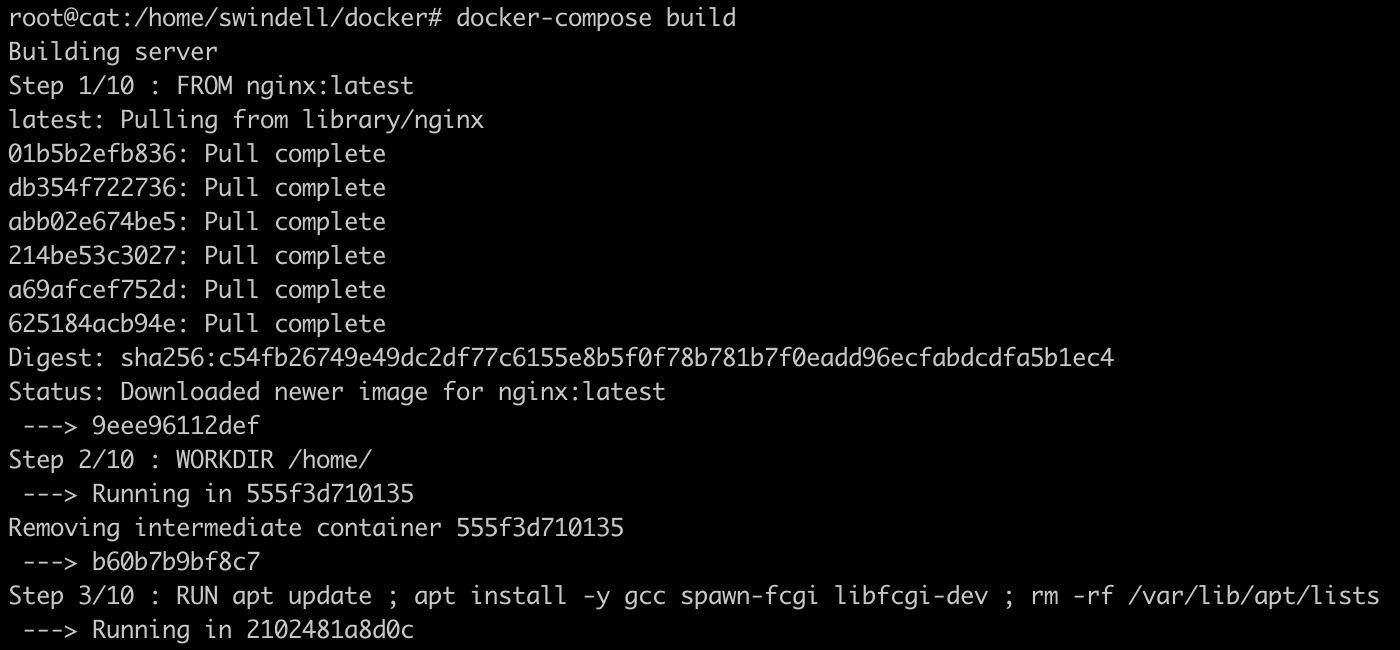 root@cat:/home/swindell/docker# docker-compose build
Building server
Step 1/10 : FROM nginx:latest
latest: Pulling from library/nginx
01b5b2efb836: Pull complete
db354f722736: Pull complete
abb02e674be5: Pull complete
214be53c3027: Pull complete
a69afcef752d: Pull complete
625184acb94e: Pull complete
Digest: sha256:c54fb26749e49dc2df77c6155e8b5f0f78b781b7f0eadd96ecfabdcdfa5b1ec4
Status: Downloaded newer image for nginx:latest
 ---> 9eee96112def
Step 2/10 : WORKDIR /home/
 ---> Running in 555f3d710135
Removing intermediate container 555f3d710135
 ---> b60b7b9bf8c7
Step 3/10 : RUN apt update ; apt install -y gcc spawn-fcgi libfcgi-dev ; rm -rf /var/lib/apt/lists
 ---> Running in 2102481a8d0c